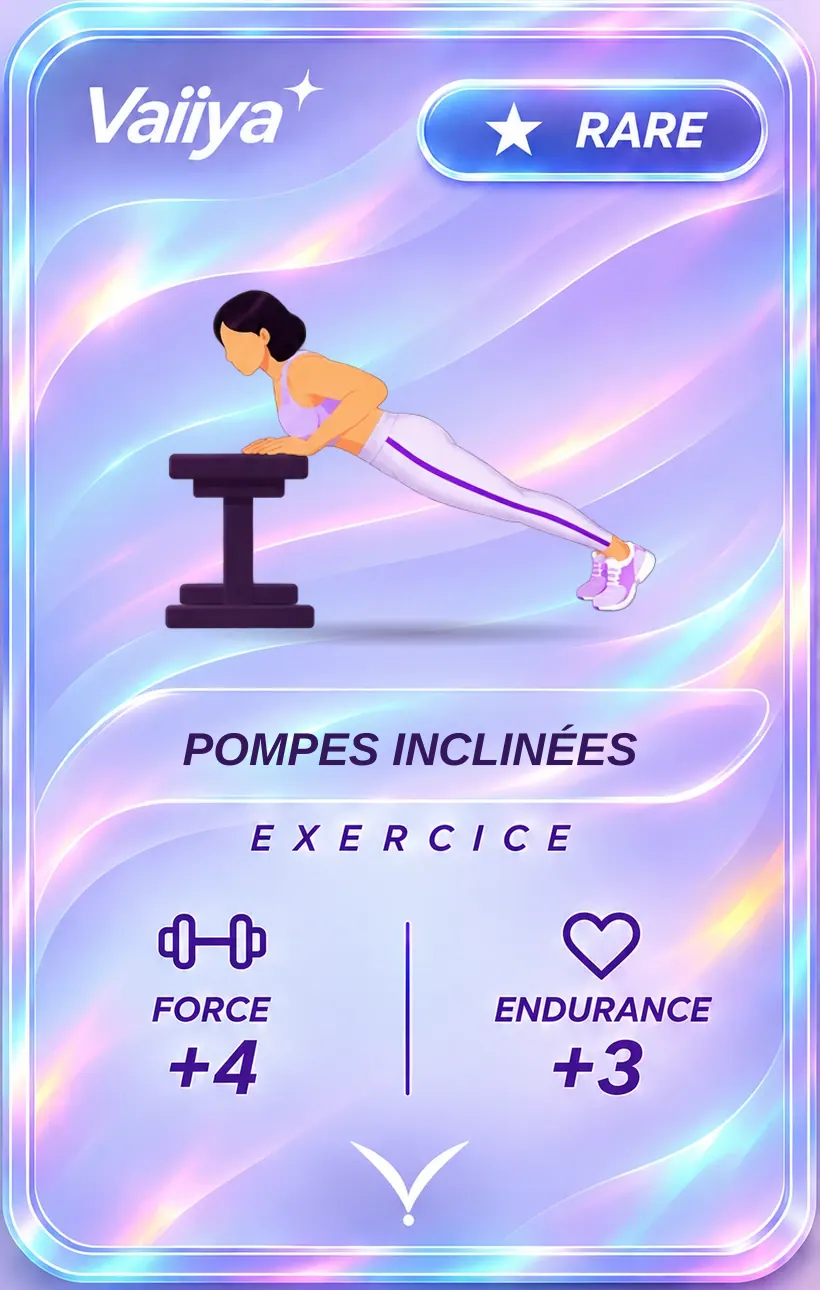 Vaiiya
RARE
POMPES INCLINÉES
EXERCICE
FORCE
+4
ENDURANCE
+3